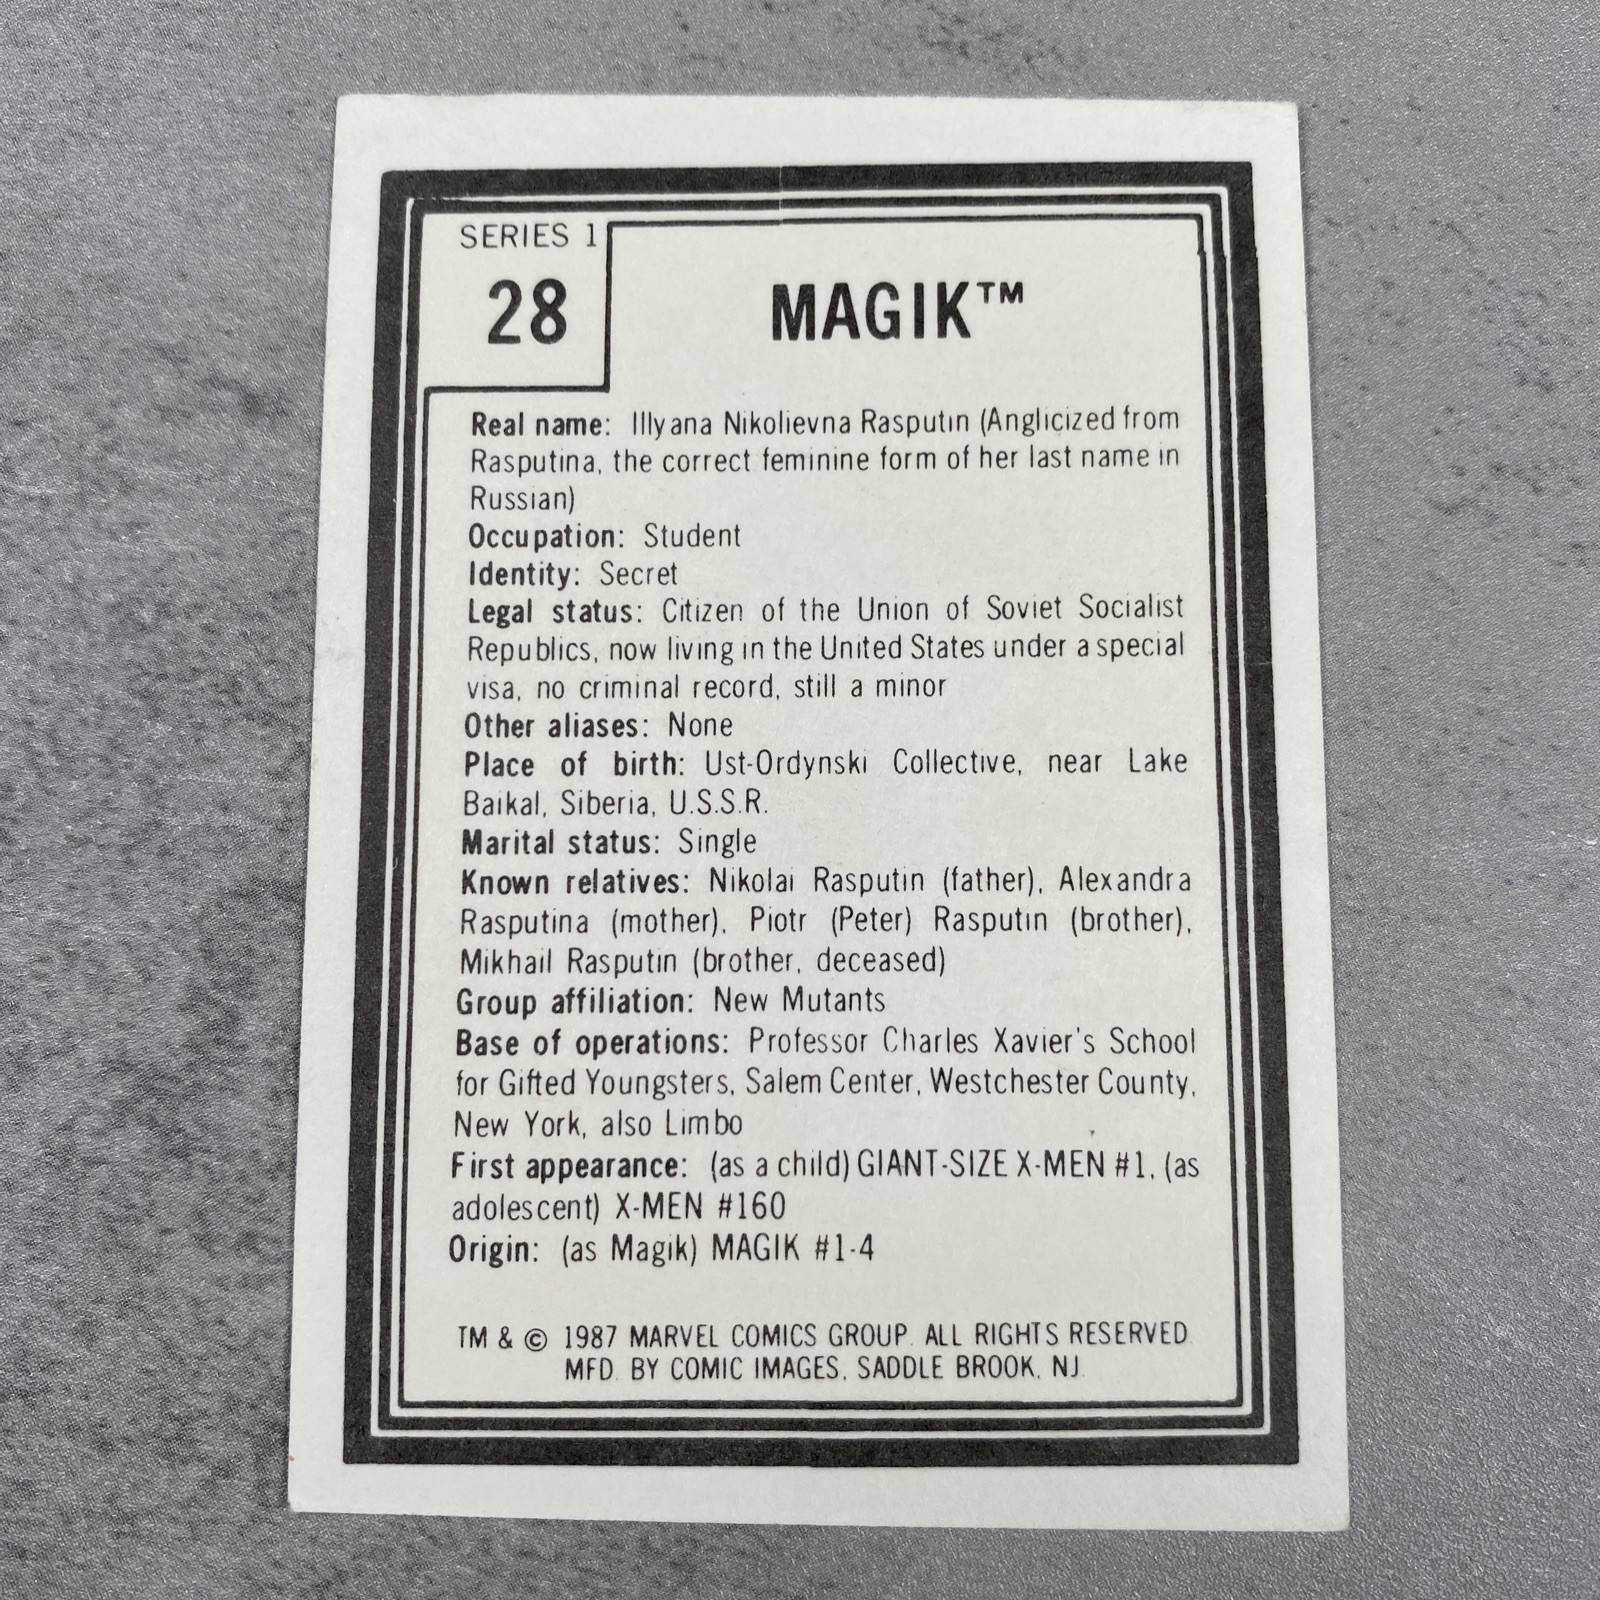 SERIES 1
28
MAGIK™
Real name: Illyana Nikolievna Rasputin (Anglicized from
Rasputina, the correct feminine form of her last name in
Russian)
Occupation: Student
Identity: Secret
Legal status: Citizen of the Union of Soviet Socialist
Republics, now living in the United States under a special
visa, no criminal record, still a minor
Other aliases: None
Place of birth: Ust-Ordynski Collective, near Lake
Baikal, Siberia, U.S.S.R.
Marital status: Single
Known relatives: Nikolai Rasputin (father), Alexandra
Rasputina (mother), Piotr (Peter) Rasputin (brother),
Mikhail Rasputin (brother, deceased)
Group affiliation: New Mutants
Base of operations: Professor Charles Xavier's School
for Gifted Youngsters, Salem Center, Westchester County,
New York, also Limbo
First appearance: (as a child) GIANT-SIZE X-MEN #1, (as
adolescent) X-MEN #160
Origin: (as Magik) MAGIK #1-4
TM & © 1987 MARVEL COMICS GROUP. ALL RIGHTS RESERVED.
MFD. BY COMIC IMAGES, SADDLE BROOK, NJ.